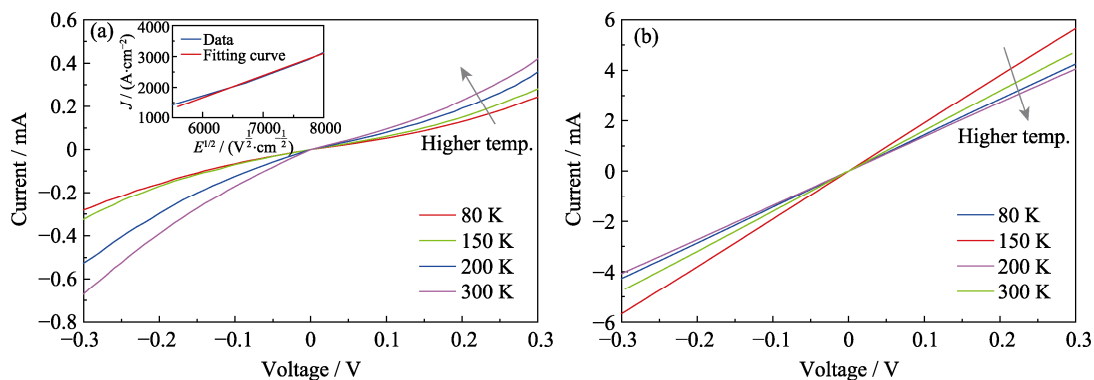 (a)
0.6
0.4
0.2
0
−0.2
−0.4
−0.6
−0.8
Current / mA
−0.3
−0.2
−0.1
0
0.1
0.2
0.3
Voltage / V
4000
3000
2000
1000
J / (A·cm⁻²)
6000
7000
8000
E^1/2 / (V^1/2·cm^−1/2)
Data
Fitting curve
Higher temp.
80 K
150 K
200 K
300 K
(b)
6
4
2
0
−2
−4
−6
Current / mA
−0.3
−0.2
−0.1
0
0.1
0.2
0.3
Voltage / V
Higher temp.
80 K
150 K
200 K
300 K